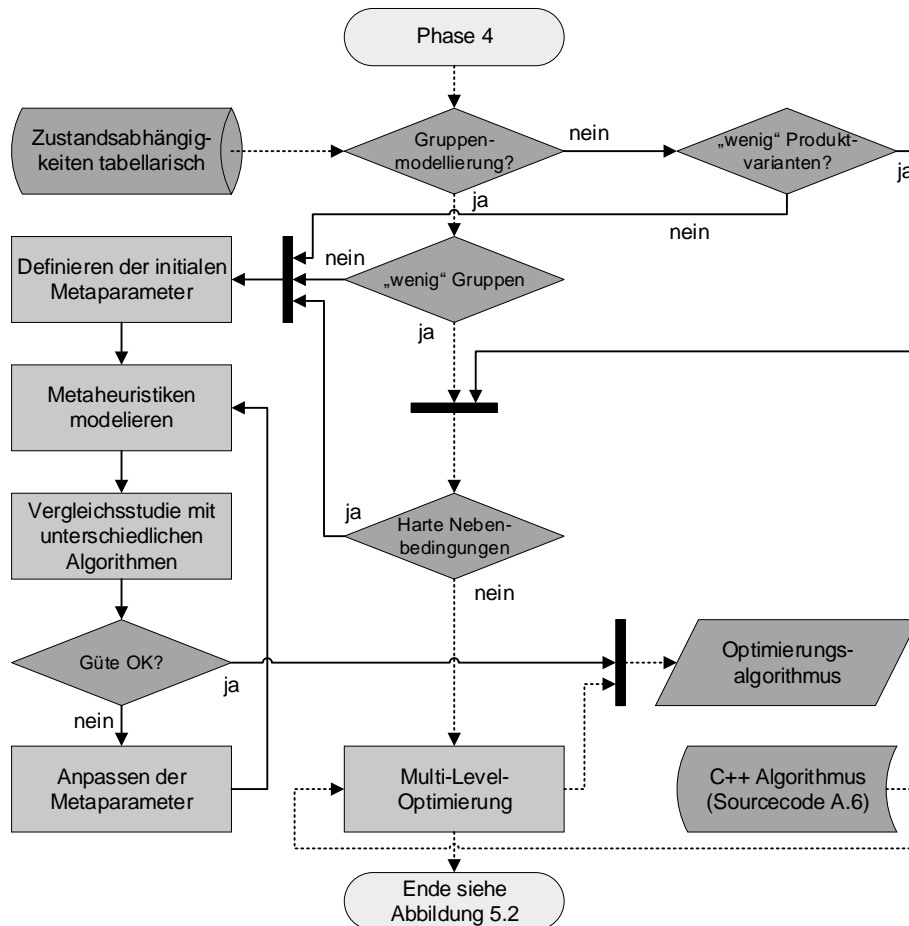 Phase 4
Zustandsabhängig-
keiten tabellarisch
Gruppen-
modellierung?
nein
„wenig“ Produkt-
varianten?
ja
ja
nein
Definieren der initialen
Metaparameter
nein
„wenig“ Gruppen
ja
Metaheuristiken
modelieren
Vergleichsstudie mit
unterschiedlichen
Algorithmen
ja
Harte Neben-
bedingungen
nein
Güte OK?
ja
nein
Optimierungs-
algorithmus
Anpassen der
Metaparameter
Multi-Level-
Optimierung
C++ Algorithmus
(Sourcecode A.6)
Ende siehe
Abbildung 5.2